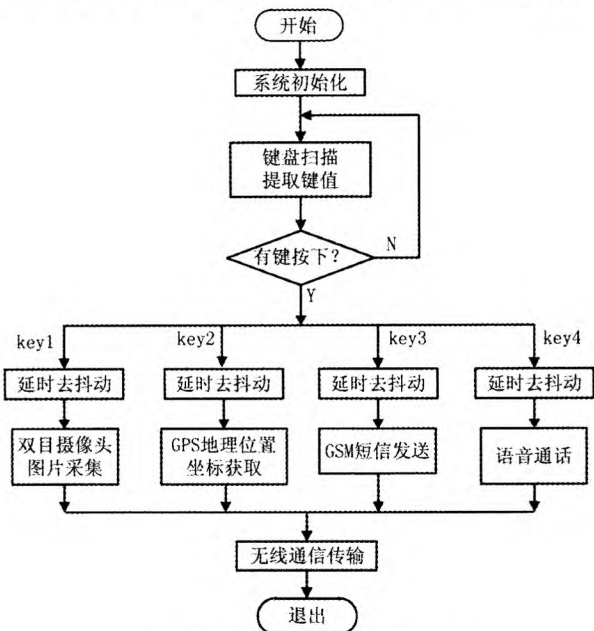 开始
系统初始化
键盘扫描
提取键值
有键按下?
N
Y
key1
key2
key3
key4
延时去抖动
延时去抖动
延时去抖动
延时去抖动
双目摄像头
图片采集
GPS地理位置
坐标获取
GSM短信发送
语音通话
无线通信传输
退出